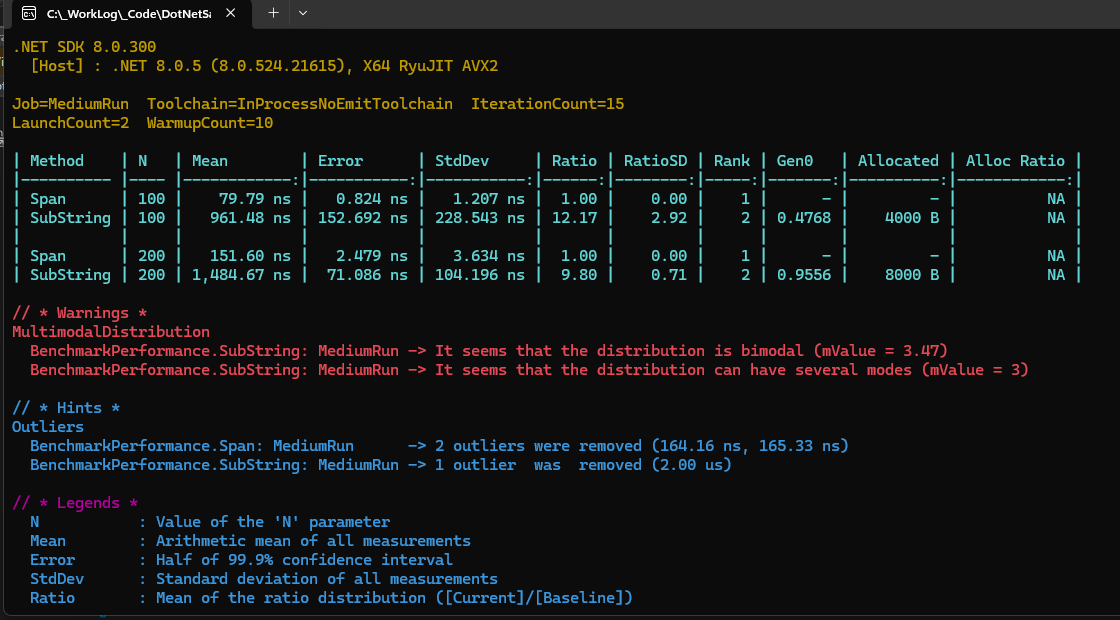 C:\_WorkLog\_Code\DotNetSa
.NET SDK 8.0.300
  [Host] : .NET 8.0.5 (8.0.524.21615), X64 RyuJIT AVX2
Job=MediumRun  Toolchain=InProcessNoEmitToolchain  IterationCount=15
LaunchCount=2  WarmupCount=10
| Method    | N   | Mean        | Error      | StdDev     | Ratio | RatioSD | Rank | Gen0   | Allocated | Alloc Ratio |
|---------- |---- |------------:|-----------:|-----------:|------:|--------:|-----:|-------:|----------:|------------:|
| Span      | 100 |    79.79 ns |   0.824 ns |   1.207 ns |  1.00 |    0.00 |    1 |      - |         - |          NA |
| SubString | 100 |   961.48 ns | 152.692 ns | 228.543 ns | 12.17 |    2.92 |    2 | 0.4768 |    4000 B |          NA |
|           |     |             |            |            |       |         |      |        |           |             |
| Span      | 200 |   151.60 ns |   2.479 ns |   3.634 ns |  1.00 |    0.00 |    1 |      - |         - |          NA |
| SubString | 200 | 1,484.67 ns |  71.086 ns | 104.196 ns |  9.80 |    0.71 |    2 | 0.9556 |    8000 B |          NA |
// * Warnings *
MultimodalDistribution
  BenchmarkPerformance.SubString: MediumRun -> It seems that the distribution is bimodal (mValue = 3.47)
  BenchmarkPerformance.SubString: MediumRun -> It seems that the distribution can have several modes (mValue = 3)
// * Hints *
Outliers
  BenchmarkPerformance.Span: MediumRun      -> 2 outliers were removed (164.16 ns, 165.33 ns)
  BenchmarkPerformance.SubString: MediumRun -> 1 outlier  was  removed (2.00 us)
// * Legends *
  N           : Value of the 'N' parameter
  Mean        : Arithmetic mean of all measurements
  Error       : Half of 99.9% confidence interval
  StdDev      : Standard deviation of all measurements
  Ratio       : Mean of the ratio distribution ([Current]/[Baseline])